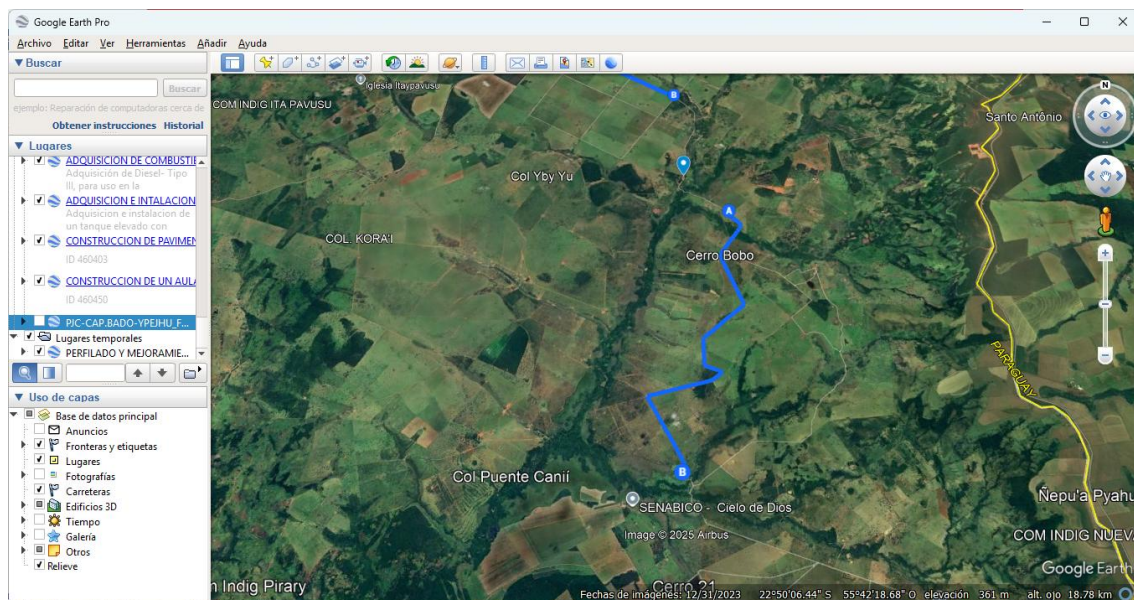 Google Earth Pro
Archivo Editar Ver Herramientas Añadir Ayuda
Buscar
Buscar
ejemplo: Reparación de computadoras cerca de
Obtener instrucciones Historial
Lugares
ADQUISICION DE COMBUSTIB
Adquisición de Diesel- Tipo
III, para uso en la
ADQUISICION E INTALACION
Adquisicion e instalacion de
un tanque elevado con
CONSTRUCCION DE PAVIMEN
ID 460403
CONSTRUCCION DE UN AULA
ID 460450
PJC-CAP.BADO-YPEJHU_F...
Lugares temporales
PERFILADO Y MEJORAMIE...
Uso de capas
Base de datos principal
Anuncios
Fronteras y etiquetas
Lugares
Fotografías
Carreteras
Edificios 3D
Tiempo
Galería
Otros
Relieve
Iglesia Itaypavusu
COM INDIG ITA PAVUSU
B
N
Santo Antônio
Col Yby Yu
A
COL. KORA'I
Cerro Bobo
PARAGUAY
B
Col Puente Canií
SENABICO - Cielo de Dios
Ñepu'a Pyahu
Image © 2025 Airbus
COM INDIG NUEVA
Google Earth
n Indig Pirary
Cerro 21
Fechas de imágenes: 12/31/2023 22°50'06.44" S 55°42'18.68" O elevación 361 m alt. ojo 18.78 km